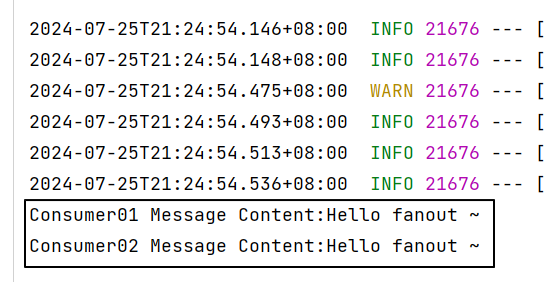 2024-07-25T21:24:54.146+08:00  INFO 21676 --- [
2024-07-25T21:24:54.148+08:00  INFO 21676 --- [
2024-07-25T21:24:54.475+08:00  WARN 21676 --- [
2024-07-25T21:24:54.493+08:00  INFO 21676 --- [
2024-07-25T21:24:54.513+08:00  INFO 21676 --- [
2024-07-25T21:24:54.536+08:00  INFO 21676 --- [
Consumer01 Message Content:Hello fanout ~
Consumer02 Message Content:Hello fanout ~